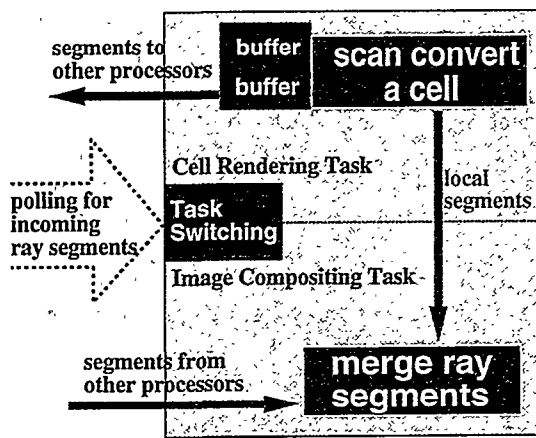 segments to
other processors
buffer
buffer
scan convert
a cell
Cell Rendering Task
local
segments
polling for
incoming
ray segments
Task
Switching
Image Compositing Task
segments from
other processors
merge ray
segments